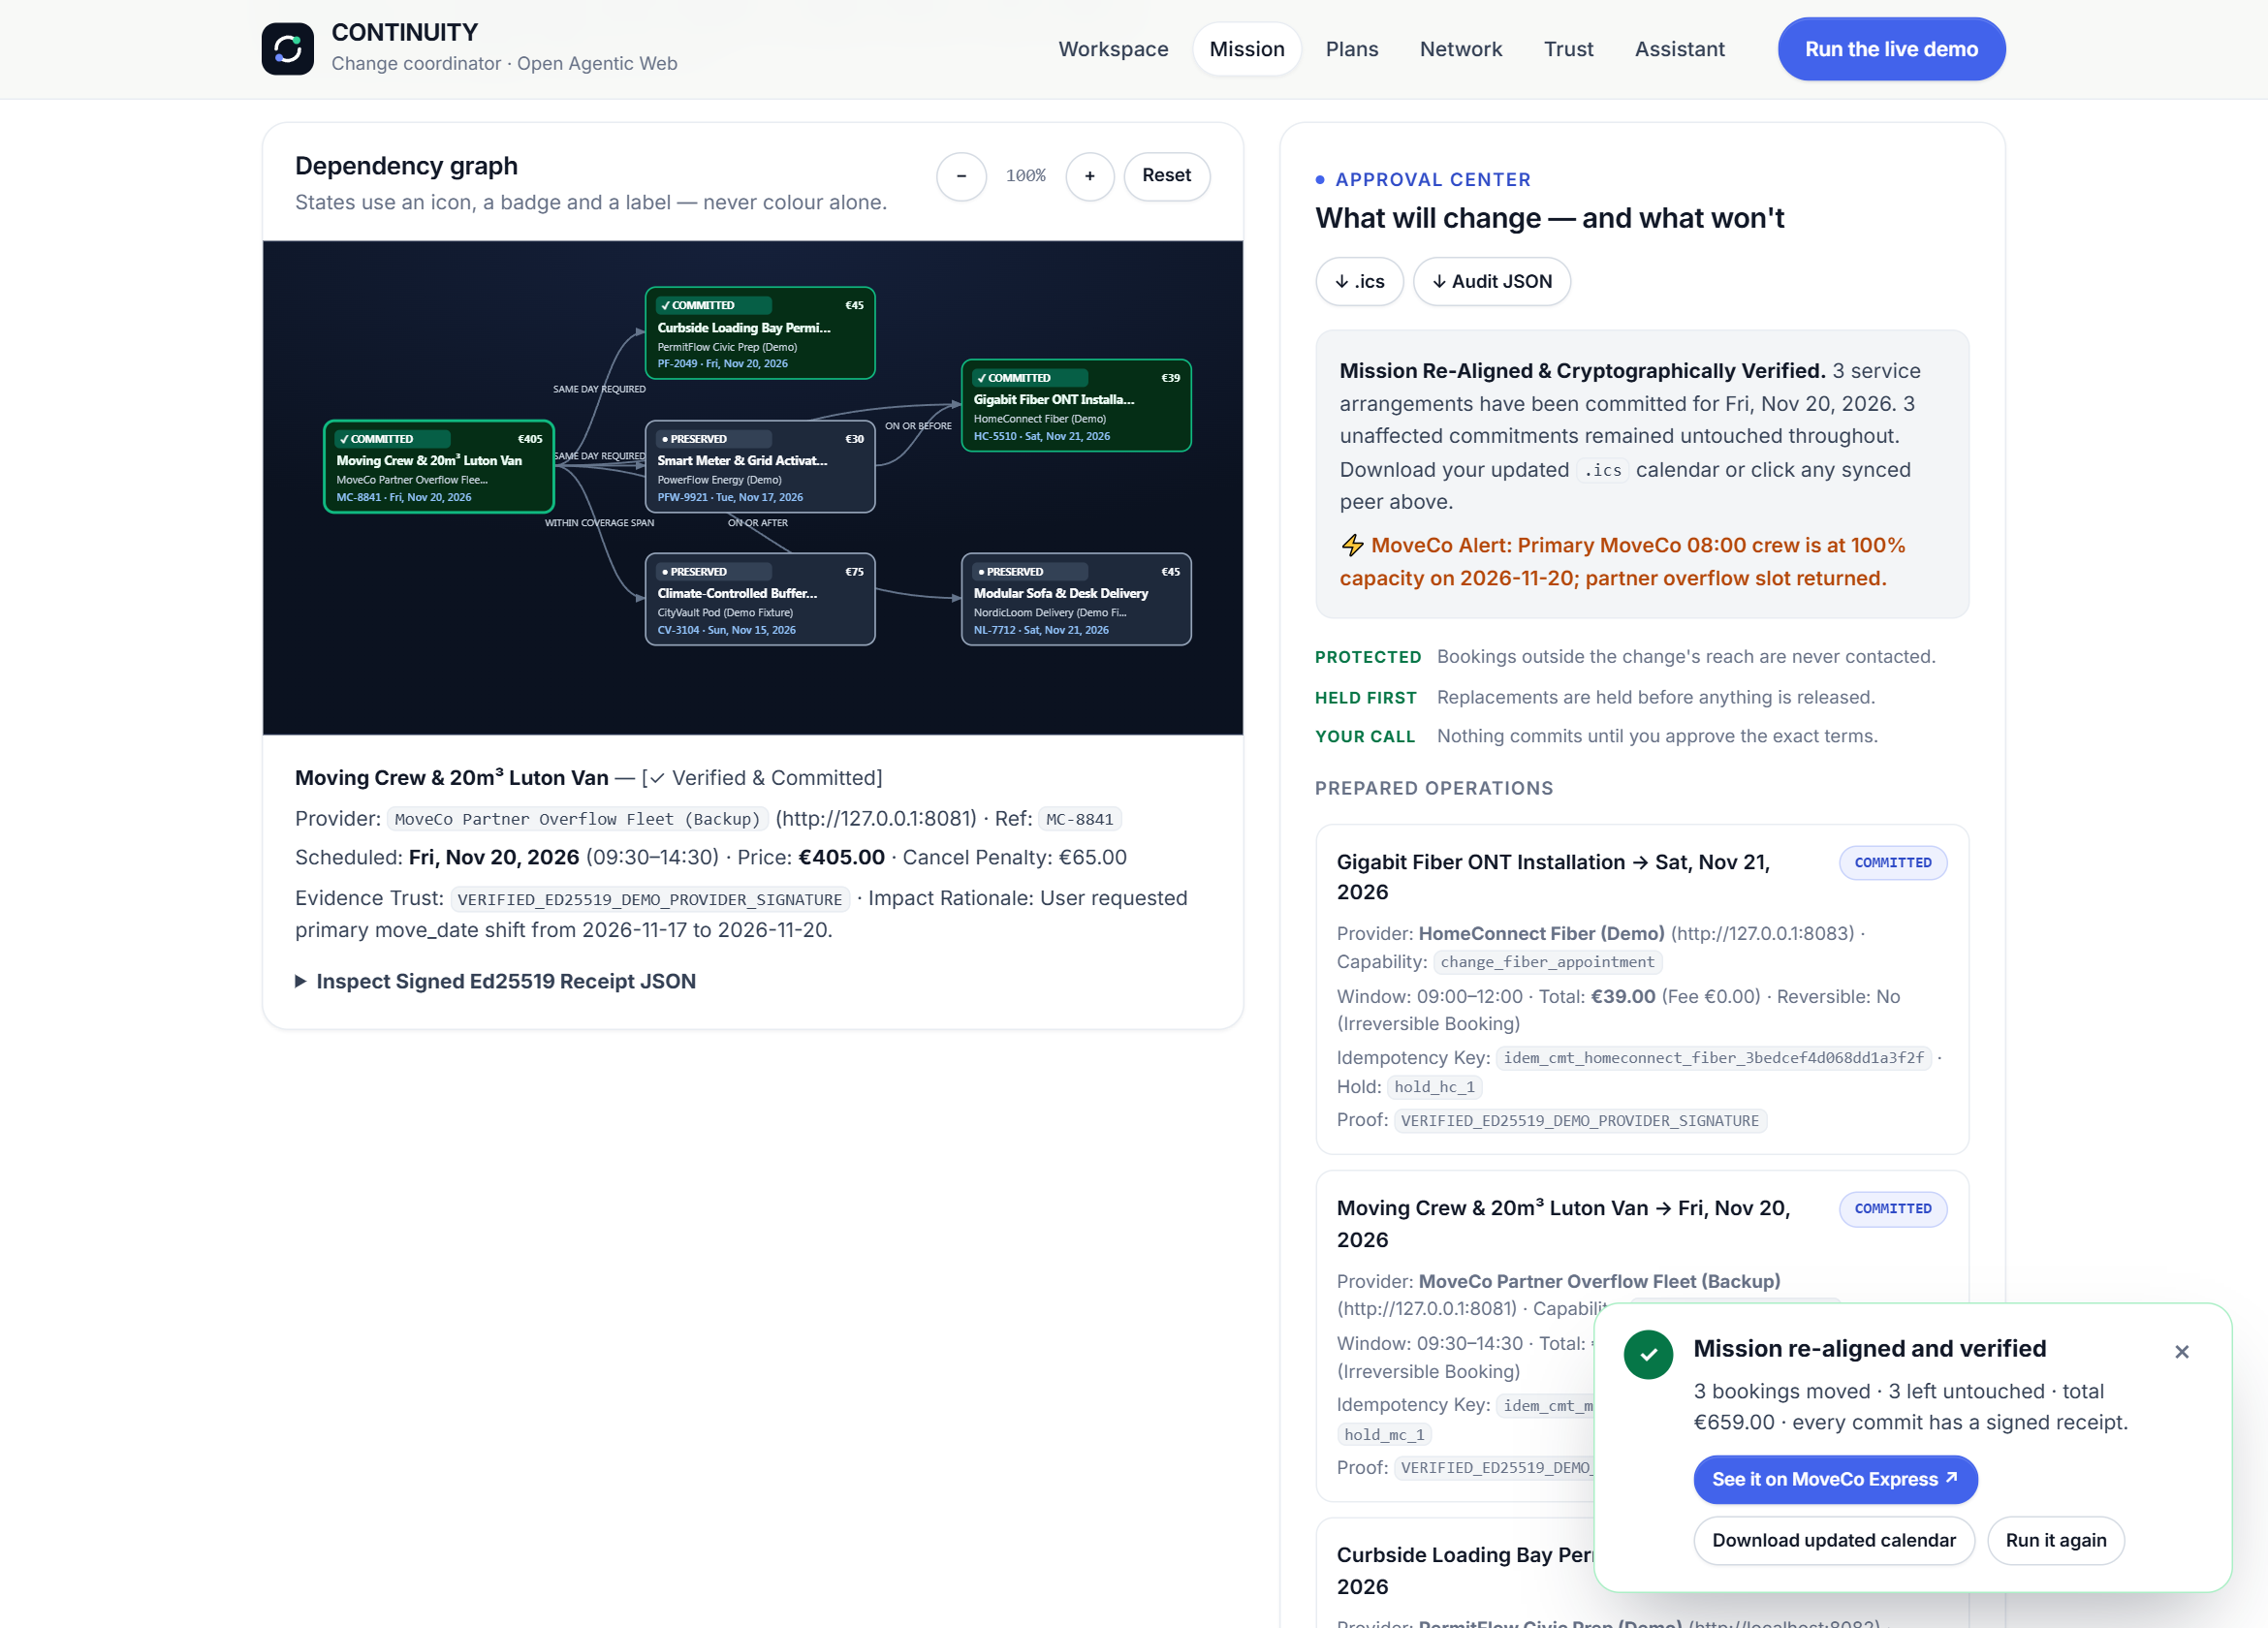 CONTINUITY
Change coordinator · Open Agentic Web
Workspace
Mission
Plans
Network
Trust
Assistant
Run the live demo
Dependency graph
States use an icon, a badge and a label — never colour alone.
−
100%
+
Reset
✓ COMMITTED €45
Curbside Loading Bay Permi...
PermitFlow Civic Prep (Demo)
PF-2049 · Fri, Nov 20, 2026
✓ COMMITTED €39
Gigabit Fiber ONT Installa...
HomeConnect Fiber (Demo)
HC-5510 · Sat, Nov 21, 2026
SAME DAY REQUIRED
ON OR BEFORE
✓ COMMITTED €405
Moving Crew & 20m³ Luton Van
MoveCo Partner Overflow Flee...
MC-8841 · Fri, Nov 20, 2026
SAME DAY REQUIRED
● PRESERVED €30
Smart Meter & Grid Activat...
PowerFlow Energy (Demo)
PFW-9921 · Tue, Nov 17, 2026
WITHIN COVERAGE SPAN
ON OR AFTER
● PRESERVED €75
Climate-Controlled Buffer...
CityVault Pod (Demo Fixture)
CV-3104 · Sun, Nov 15, 2026
● PRESERVED €45
Modular Sofa & Desk Delivery
NordicLoom Delivery (Demo Fi...
NL-7712 · Sat, Nov 21, 2026
Moving Crew & 20m³ Luton Van — [✓ Verified & Committed]
Provider: MoveCo Partner Overflow Fleet (Backup) (http://127.0.0.1:8081) · Ref: MC-8841
Scheduled: Fri, Nov 20, 2026 (09:30–14:30) · Price: €405.00 · Cancel Penalty: €65.00
Evidence Trust: VERIFIED_ED25519_DEMO_PROVIDER_SIGNATURE · Impact Rationale: User requested
primary move_date shift from 2026-11-17 to 2026-11-20.
▶ Inspect Signed Ed25519 Receipt JSON
• APPROVAL CENTER
What will change — and what won't
↓ .ics
↓ Audit JSON
Mission Re-Aligned & Cryptographically Verified. 3 service
arrangements have been committed for Fri, Nov 20, 2026. 3
unaffected commitments remained untouched throughout.
Download your updated .ics calendar or click any synced
peer above.
⚡ MoveCo Alert: Primary MoveCo 08:00 crew is at 100%
capacity on 2026-11-20; partner overflow slot returned.
PROTECTED Bookings outside the change's reach are never contacted.
HELD FIRST Replacements are held before anything is released.
YOUR CALL Nothing commits until you approve the exact terms.
PREPARED OPERATIONS
Gigabit Fiber ONT Installation → Sat, Nov 21,
2026
COMMITTED
Provider: HomeConnect Fiber (Demo) (http://127.0.0.1:8083) ·
Capability: change_fiber_appointment
Window: 09:00–12:00 · Total: €39.00 (Fee €0.00) · Reversible: No
(Irreversible Booking)
Idempotency Key: idem_cmt_homeconnect_fiber_3bedcef4d068dd1a3f2f ·
Hold: hold_hc_1
Proof: VERIFIED_ED25519_DEMO_PROVIDER_SIGNATURE
Moving Crew & 20m³ Luton Van → Fri, Nov 20,
2026
COMMITTED
Provider: MoveCo Partner Overflow Fleet (Backup)
(http://127.0.0.1:8081) · Capabilit
Window: 09:30–14:30 · Total:
(Irreversible Booking)
Idempotency Key: idem_cmt_m
hold_mc_1
Proof: VERIFIED_ED25519_DEMO_
Curbside Loading Bay Per
2026
Provider: PermitFlow Civic Prep (Demo) (http://localhost:8082) ·
Mission re-aligned and verified
✕
3 bookings moved · 3 left untouched · total
€659.00 · every commit has a signed receipt.
See it on MoveCo Express ↗
Download updated calendar
Run it again